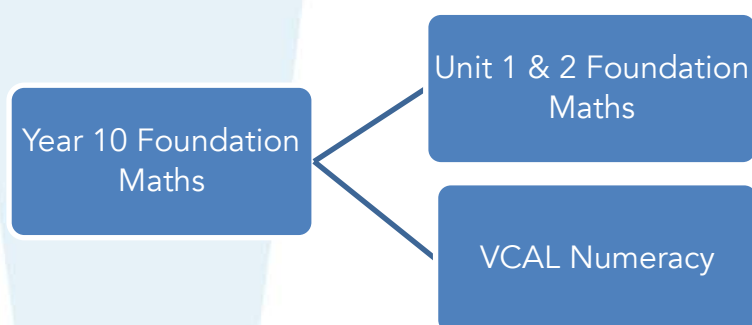 Year 10 Foundation
Maths
Unit 1 & 2 Foundation
Maths
VCAL Numeracy